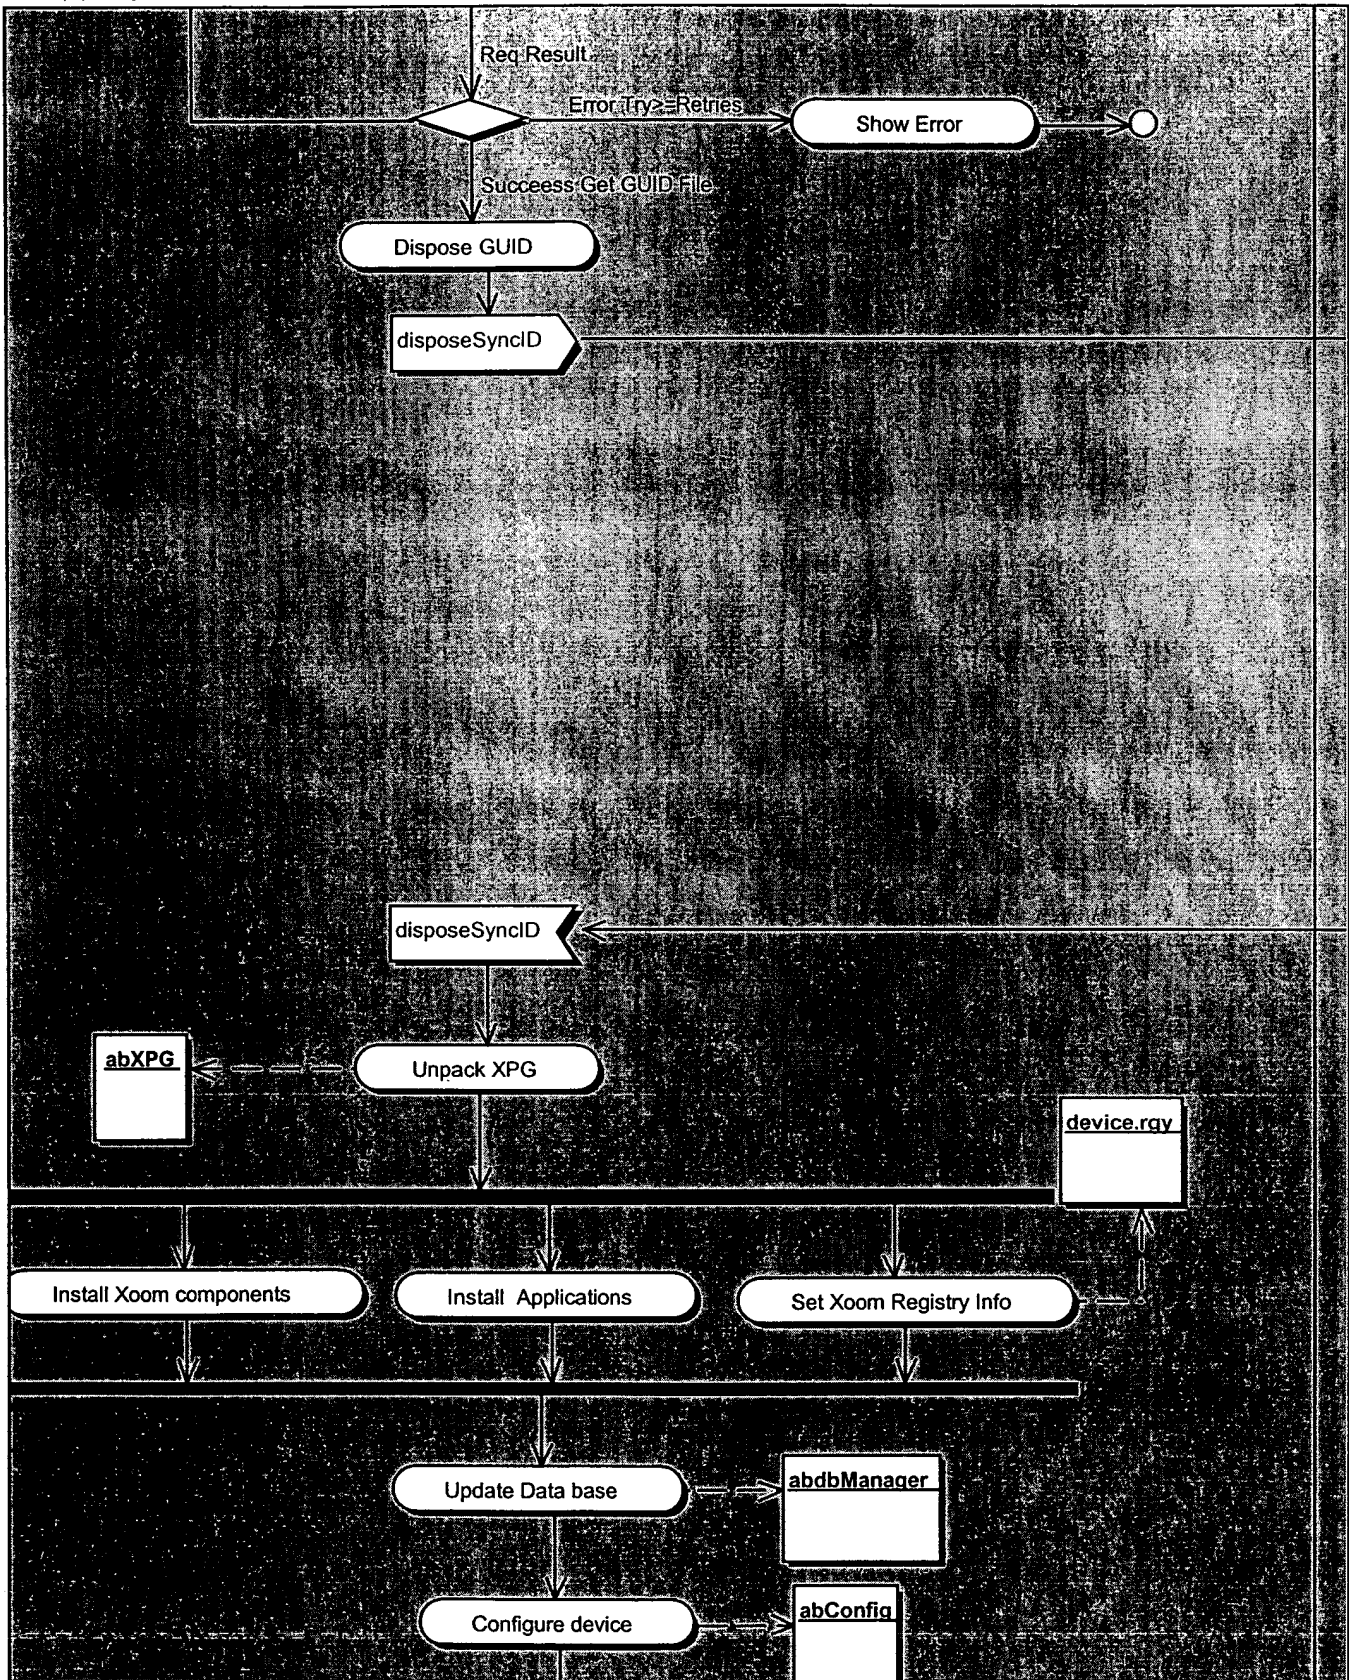 Req Result
Error Try>=Retries
Show Error
Succeess Get GUID File
Dispose GUID
disposeSyncID
disposeSyncID
abXPG
Unpack XPG
device.rgy
Install Xoom components
Install Applications
Set Xoom Registry Info
Update Data base
abdbManager
Configure device
abConfig